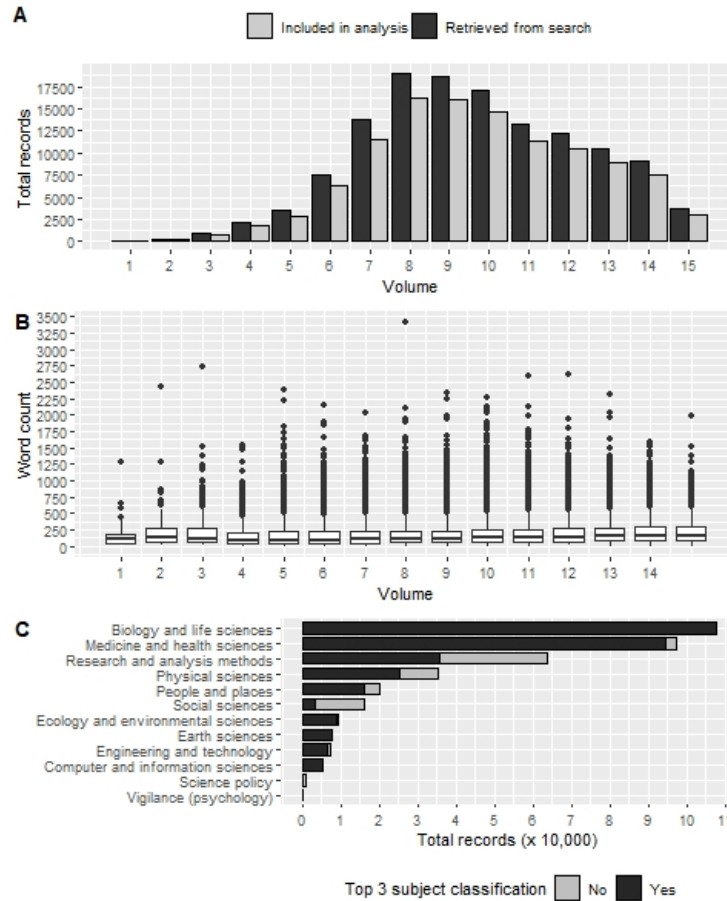 A
Included in analysis Retrieved from search
Total records
17500
15000
12500
10000
7500
5000
2500
0
1 2 3 4 5 6 7 8 9 10 11 12 13 14 15
Volume
B
Word count
3500
3250
3000
2750
2500
2250
2000
1750
1500
1250
1000
750
500
250
0
1 2 3 4 5 6 7 8 9 10 11 12 13 14
Volume
C
Biology and life sciences
Medicine and health sciences
Research and analysis methods
Physical sciences
People and places
Social sciences
Ecology and environmental sciences
Earth sciences
Engineering and technology
Computer and information sciences
Science policy
Vigilance (psychology)
0 1 2 3 4 5 6 7 8 9 10 11
Total records (x 10,000)
Top 3 subject classification No Yes